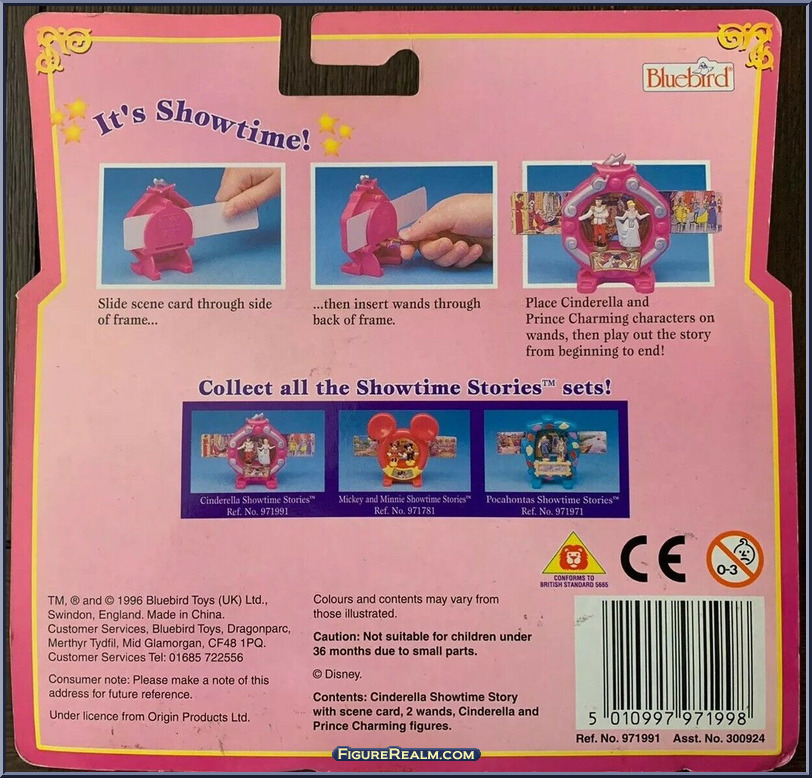 Bluebird®
It's Showtime!
Slide scene card through side
of frame...
...then insert wands through
back of frame.
Place Cinderella and
Prince Charming characters on
wands, then play out the story
from beginning to end!
Collect all the Showtime Stories™ sets!
Cinderella Showtime Stories™
Ref. No. 971991
Mickey and Minnie Showtime Stories™
Ref. No. 971781
Pocahontas Showtime Stories™
Ref. No. 971971
CONFORMS TO
BRITISH STANDARD 5665
CE
0-3
TM, ® and © 1996 Bluebird Toys (UK) Ltd.,
Swindon, England. Made in China.
Customer Services, Bluebird Toys, Dragonparc,
Merthyr Tydfil, Mid Glamorgan, CF48 1PQ.
Customer Services Tel: 01685 722556
Consumer note: Please make a note of this
address for future reference.
Under licence from Origin Products Ltd.
Colours and contents may vary from
those illustrated.
Caution: Not suitable for children under
36 months due to small parts.
© Disney.
Contents: Cinderella Showtime Story
with scene card, 2 wands, Cinderella and
Prince Charming figures.
5 010997 971998
Ref. No. 971991 Asst. No. 300924
FIGUREREALM.COM